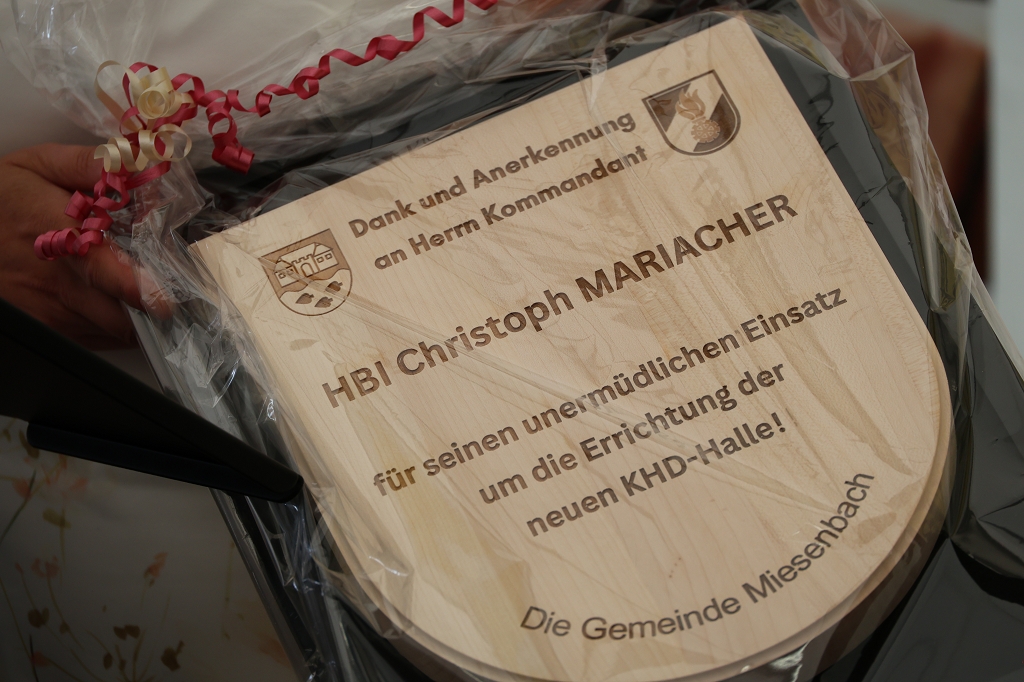 Dank und Anerkennung
an Herrn Kommandant
HBI Christoph MARIACHER
für seinen unermüdlichen Einsatz
um die Errichtung der
neuen KHD-Halle!
Die Gemeinde Miesenbach